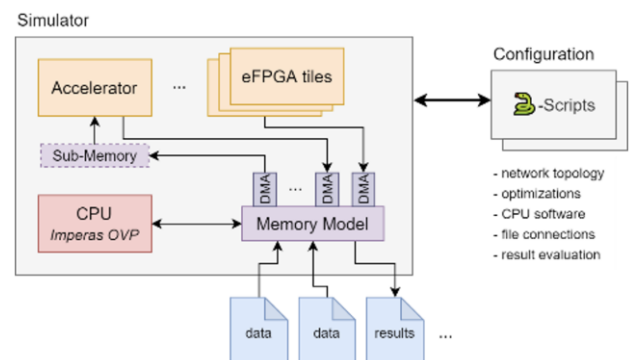 Simulator
Accelerator
...
eFPGA tiles
Sub-Memory
DMA
...
DMA
DMA
CPU
Imperas OVP
Memory Model
data
data
results
...
Configuration
-Scripts
- network topology
- optimizations
- CPU software
- file connections
- result evaluation